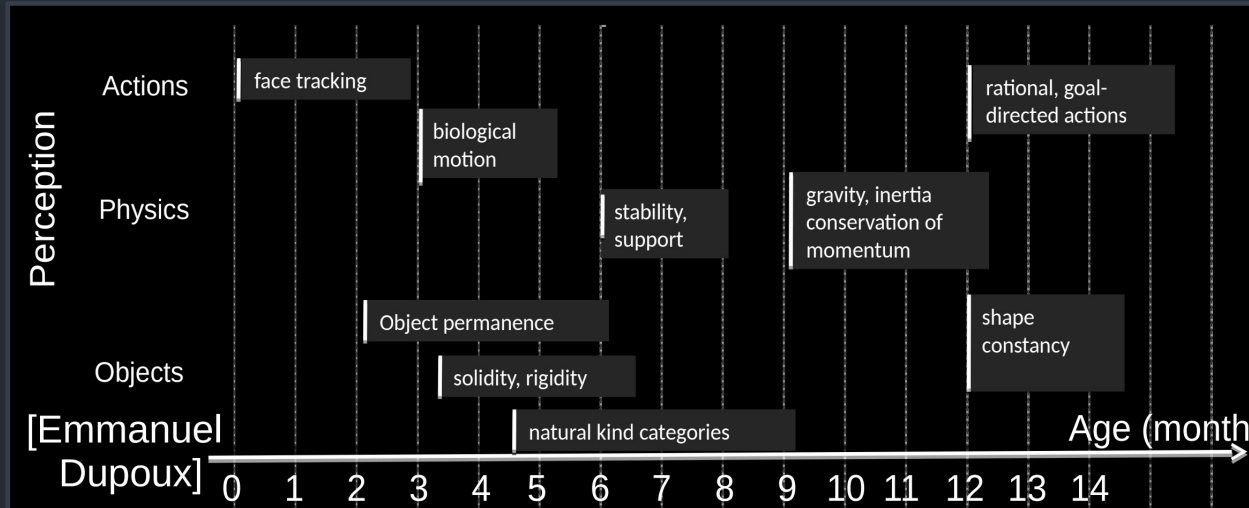 Perception
Actions
face tracking
rational, goal-
directed actions
biological
motion
Physics
stability,
support
gravity, inertia
conservation of
momentum
Object permanence
shape
constancy
Objects
solidity, rigidity
natural kind categories
[Emmanuel
Dupoux]
Age (month
0 1 2 3 4 5 6 7 8 9 10 11 12 13 14